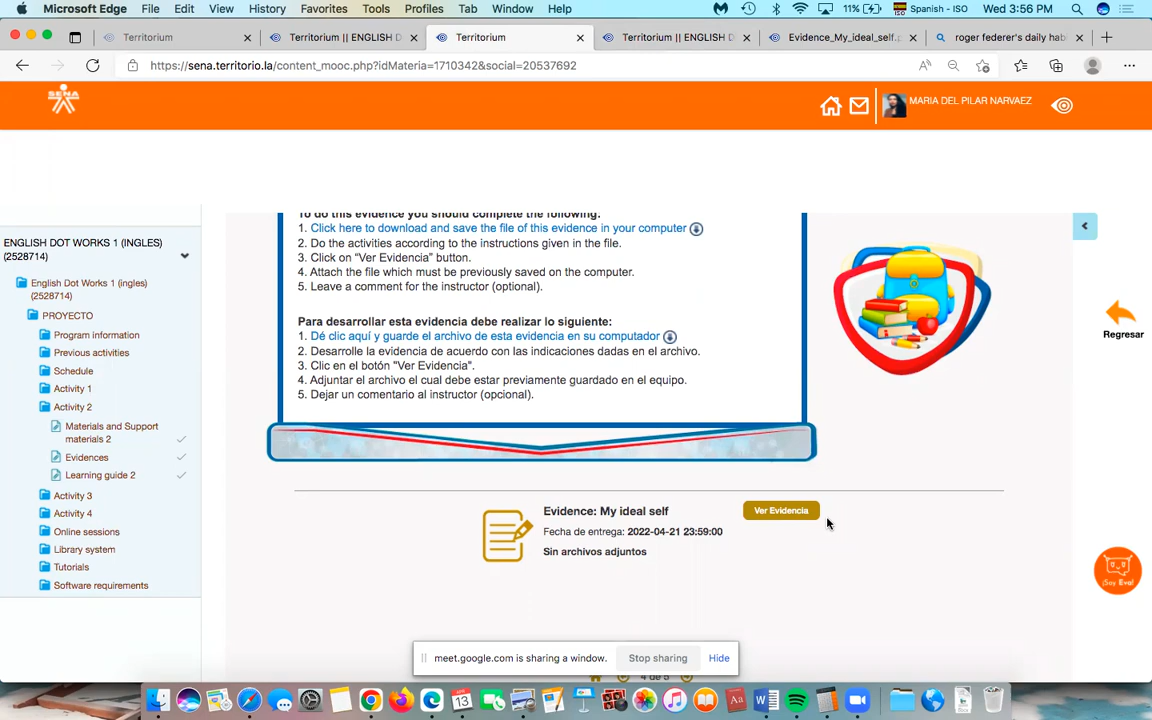 Microsoft Edge File Edit View History Favorites Tools Profiles Tab Window Help 11% Spanish - ISO Wed 3:56 PM
Territorium Territorium || ENGLISH D Territorium Territorium || ENGLISH D Evidence_My_ideal_self.p roger federer's daily hab
https://sena.territorio.la/content_mooc.php?idMateria=1710342&social=20537692
SENA
MARIA DEL PILAR NARVAEZ
ENGLISH DOT WORKS 1 (INGLES)
(2528714)
English Dot Works 1 (ingles)
(2528714)
PROYECTO
Program information
Previous activities
Schedule
Activity 1
Activity 2
Materials and Support
materials 2
Evidences
Learning guide 2
Activity 3
Activity 4
Online sessions
Library system
Tutorials
Software requirements
To do this evidence you should complete the following:
1. Click here to download and save the file of this evidence in your computer
2. Do the activities according to the instructions given in the file.
3. Click on “Ver Evidencia” button.
4. Attach the file which must be previously saved on the computer.
5. Leave a comment for the instructor (optional).
Para desarrollar esta evidencia debe realizar lo siguiente:
1. Dé clic aquí y guarde el archivo de esta evidencia en su computador
2. Desarrolle la evidencia de acuerdo con las indicaciones dadas en el archivo.
3. Clic en el botón "Ver Evidencia".
4. Adjuntar el archivo el cual debe estar previamente guardado en el equipo.
5. Dejar un comentario al instructor (opcional).
Regresar
Evidence: My ideal self
Ver Evidencia
Fecha de entrega: 2022-04-21 23:59:00
Sin archivos adjuntos
¡Soy Eva!
meet.google.com is sharing a window. Stop sharing Hide
4 de 5
13